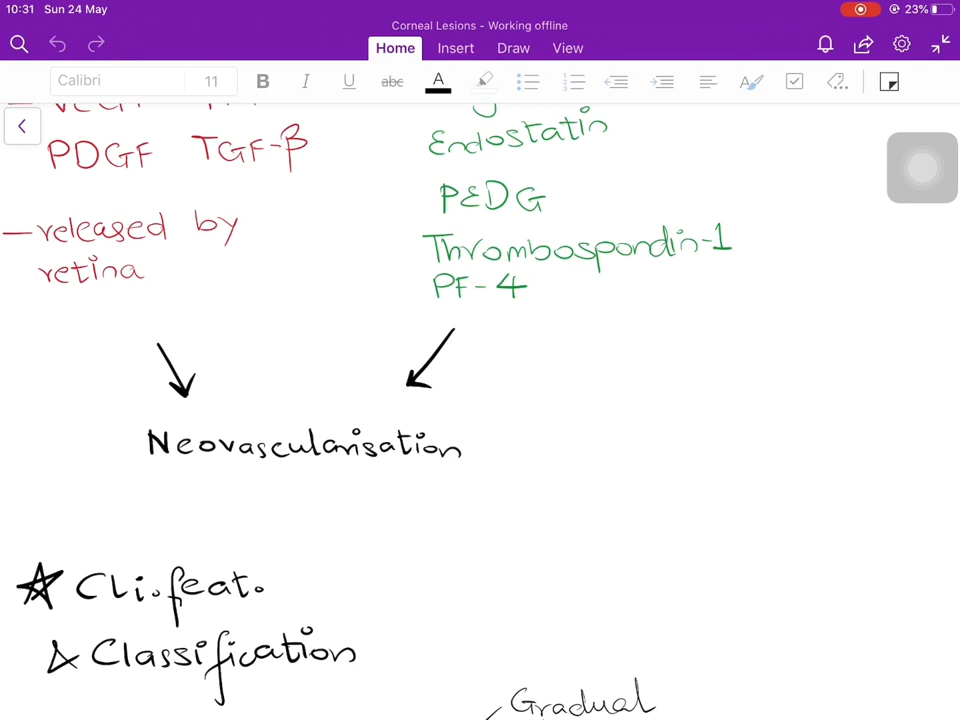 10:31 Sun 24 May 23%
Corneal Lesions - Working offline
Home Insert Draw View
Calibri 11 B I U abc A
PDGF TGF-β
Endostatin
PEDG
– released by
retina
Thrombospondin-1
PF-4
Neovascularisation
Cli. feat.
& Classification
Gradual